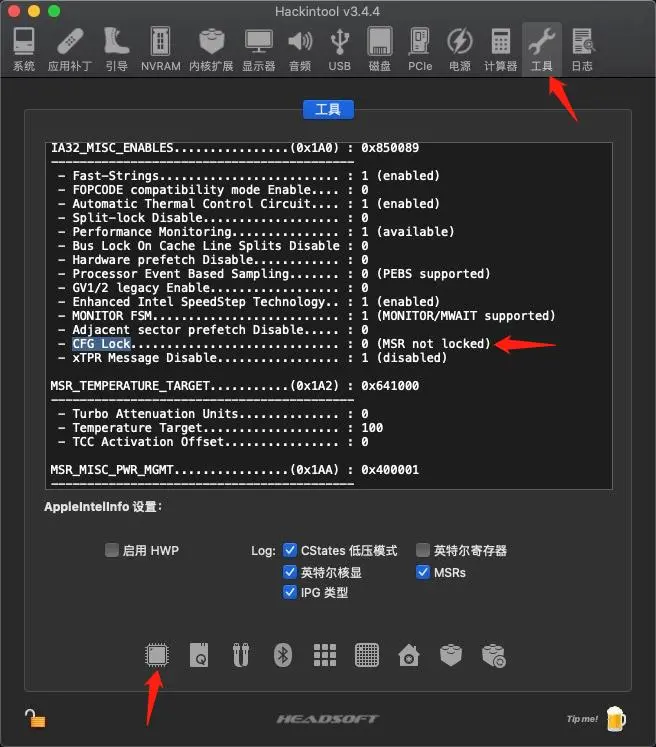 Hackintool v3.4.4
系统 应用补丁 引导 NVRAM 内核扩展 显示器 音频 USB 磁盘 PCIe 电源 计算器 工具 日志
工具
IA32_MISC_ENABLES................(0x1A0) : 0x850089
------------------------------------------
- Fast-Strings.......................... : 1 (enabled)
- FOPCODE compatibility mode Enable.... : 0
- Automatic Thermal Control Circuit.... : 1 (enabled)
- Split-lock Disable................... : 0
- Performance Monitoring............... : 1 (available)
- Bus Lock On Cache Line Splits Disable : 0
- Hardware prefetch Disable............ : 0
- Processor Event Based Sampling....... : 0 (PEBS supported)
- GV1/2 legacy Enable.................. : 0
- Enhanced Intel SpeedStep Technology.. : 1 (enabled)
- MONITOR FSM.......................... : 1 (MONITOR/MWAIT supported)
- Adjacent sector prefetch Disable..... : 0
- CFG Lock............................. : 0 (MSR not locked)
- xTPR Message Disable................. : 1 (disabled)
MSR_TEMPERATURE_TARGET...........(0x1A2) : 0x641000
------------------------------------------
- Turbo Attenuation Units.............. : 0
- Temperature Target................... : 100
- TCC Activation Offset................ : 0
MSR_MISC_PWR_MGMT................(0x1AA) : 0x400001
------------------------------------------
AppleIntelInfo 设置:
启用 HWP Log: CStates 低压模式 英特尔寄存器
英特尔核显 MSRs
IPG 类型
HEADSOFT
Tip me!